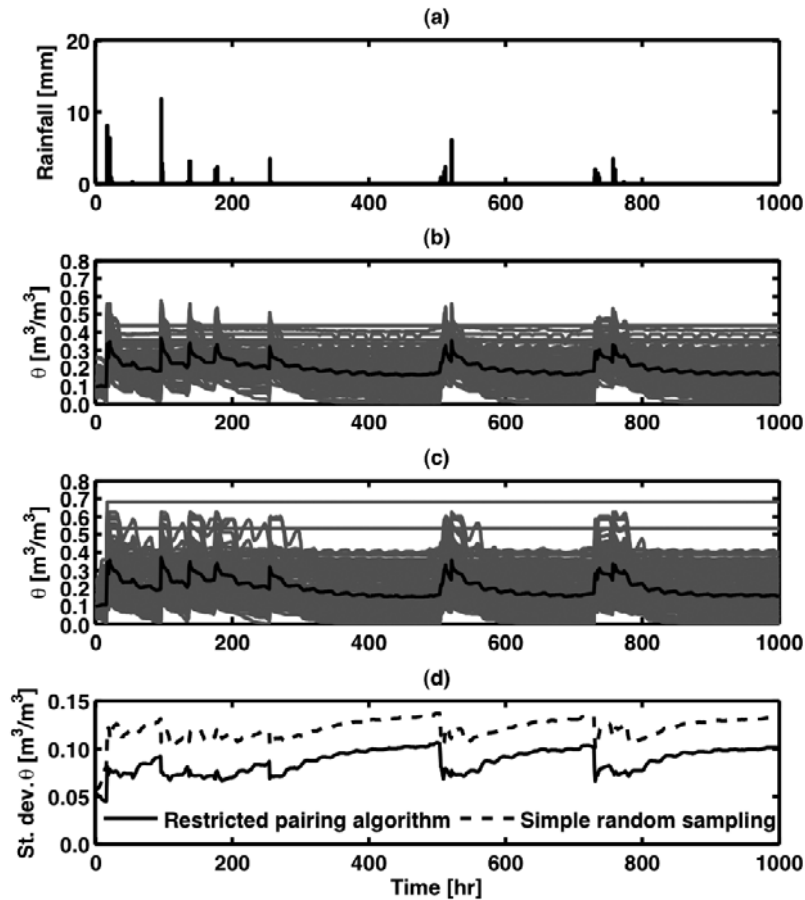 (a)
Rainfall [mm]
20
10
0
0 200 400 600 800 1000
(b)
θ [m³/m³]
0.8
0.7
0.6
0.5
0.4
0.3
0.2
0.1
0.0
0 200 400 600 800 1000
(c)
θ [m³/m³]
0.8
0.7
0.6
0.5
0.4
0.3
0.2
0.1
0.0
0 200 400 600 800 1000
(d)
St. dev. θ [m³/m³]
0.15
0.10
0.05
0.0
Restricted pairing algorithm Simple random sampling
0 200 400 600 800 1000
Time [hr]